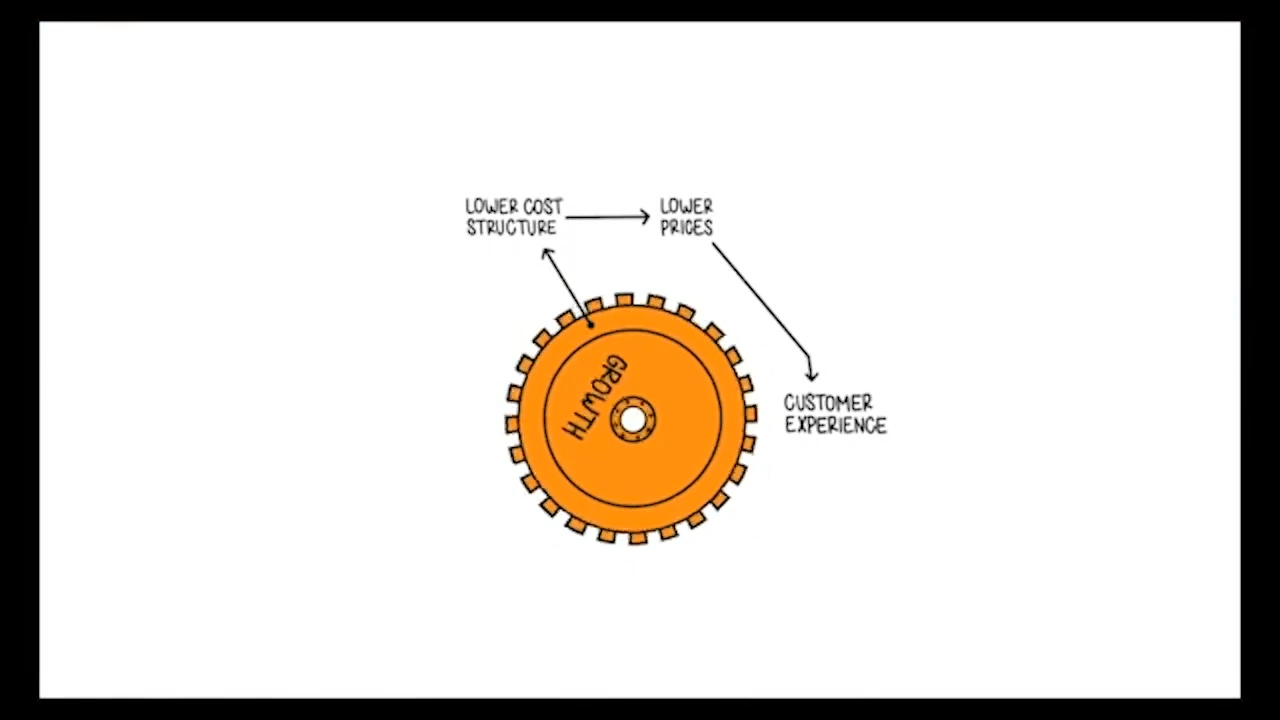 LOWER COST
STRUCTURE
LOWER
PRICES
GROWTH
CUSTOMER
EXPERIENCE